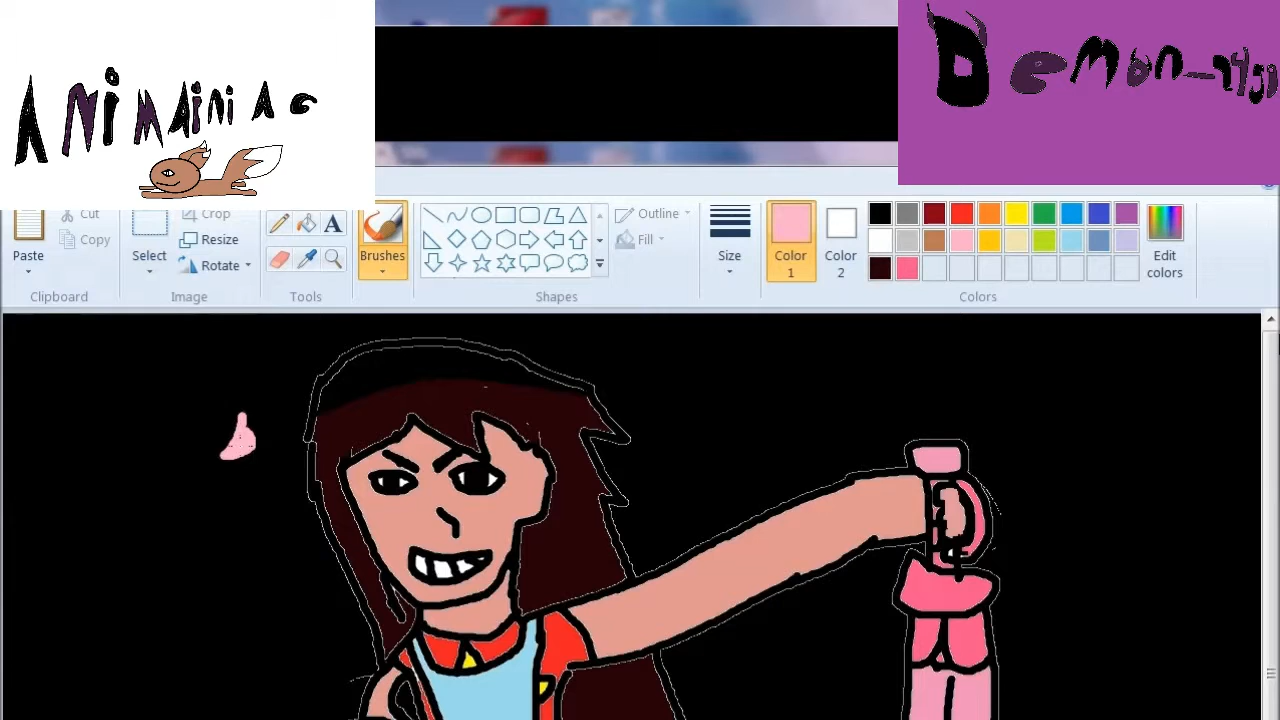 ANiMAiNiAC
Cut
Copy
Paste
Clipboard
Crop
Resize
Rotate
Select
Image
Tools
Brushes
Outline
Fill
Shapes
Size
Color 1
Color 2
Edit colors
Colors